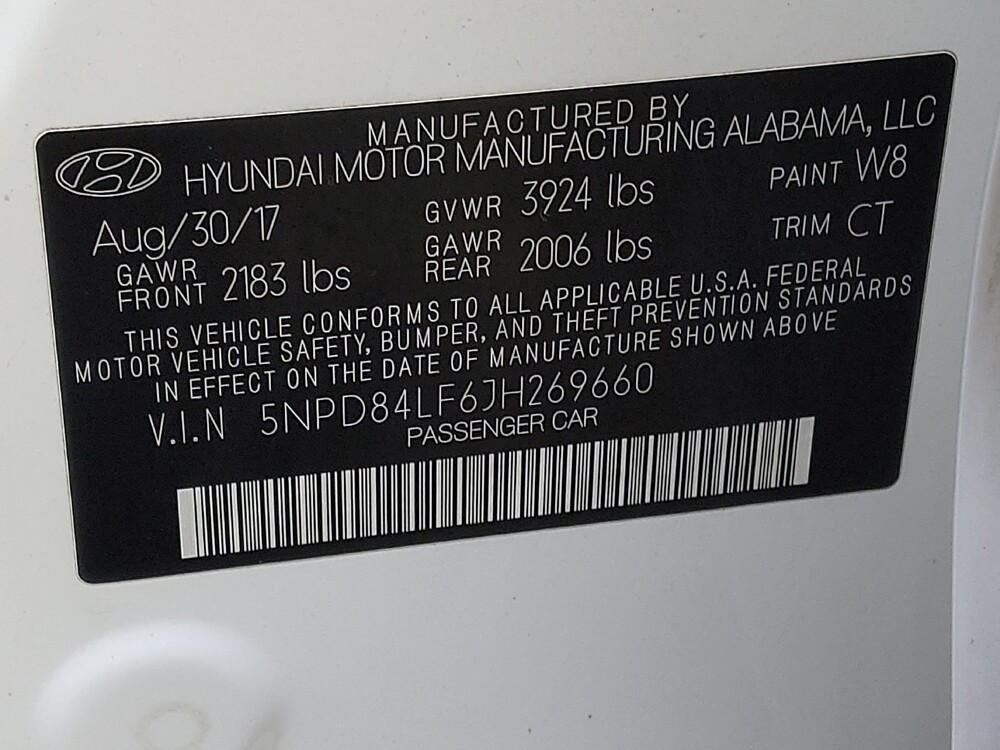 MANUFACTURED BY
HYUNDAI MOTOR MANUFACTURING ALABAMA, LLC
Aug/30/17 GVWR 3924 lbs PAINT W8
GAWR FRONT 2183 lbs GAWR REAR 2006 lbs TRIM CT
THIS VEHICLE CONFORMS TO ALL APPLICABLE U.S.A. FEDERAL
MOTOR VEHICLE SAFETY, BUMPER, AND THEFT PREVENTION STANDARDS
IN EFFECT ON THE DATE OF MANUFACTURE SHOWN ABOVE
V.I.N 5NPD84LF6JH269660
PASSENGER CAR